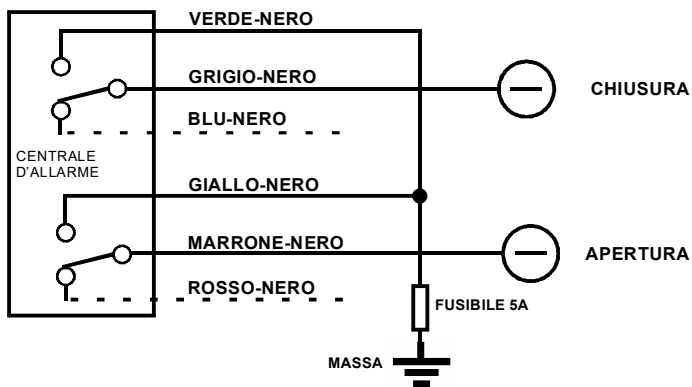 VERDE-NERO
GRIGIO-NERO
CHIUSURA
BLU-NERO
CENTRALE
D'ALLARME
GIALLO-NERO
MARRONE-NERO
APERTURA
ROSSO-NERO
FUSIBILE 5A
MASSA